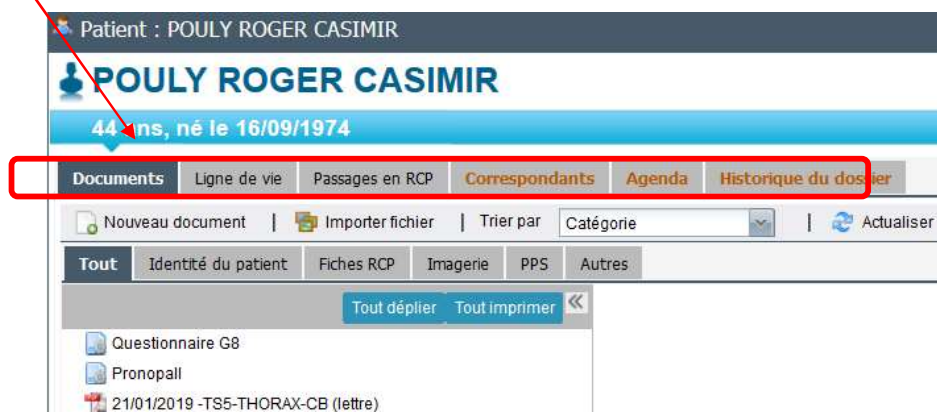 Patient : POULY ROGER CASIMIR
POULY ROGER CASIMIR
44 ans, né le 16/09/1974
Documents Ligne de vie Passages en RCP Correspondants Agenda Historique du dossier
Nouveau document | Importer fichier | Trier par Catégorie | Actualiser
Tout Identité du patient Fiches RCP Imagerie PPS Autres
Tout déplier Tout imprimer
Questionnaire G8
Pronopall
21/01/2019 -TS5-THORAX-CB (lettre)